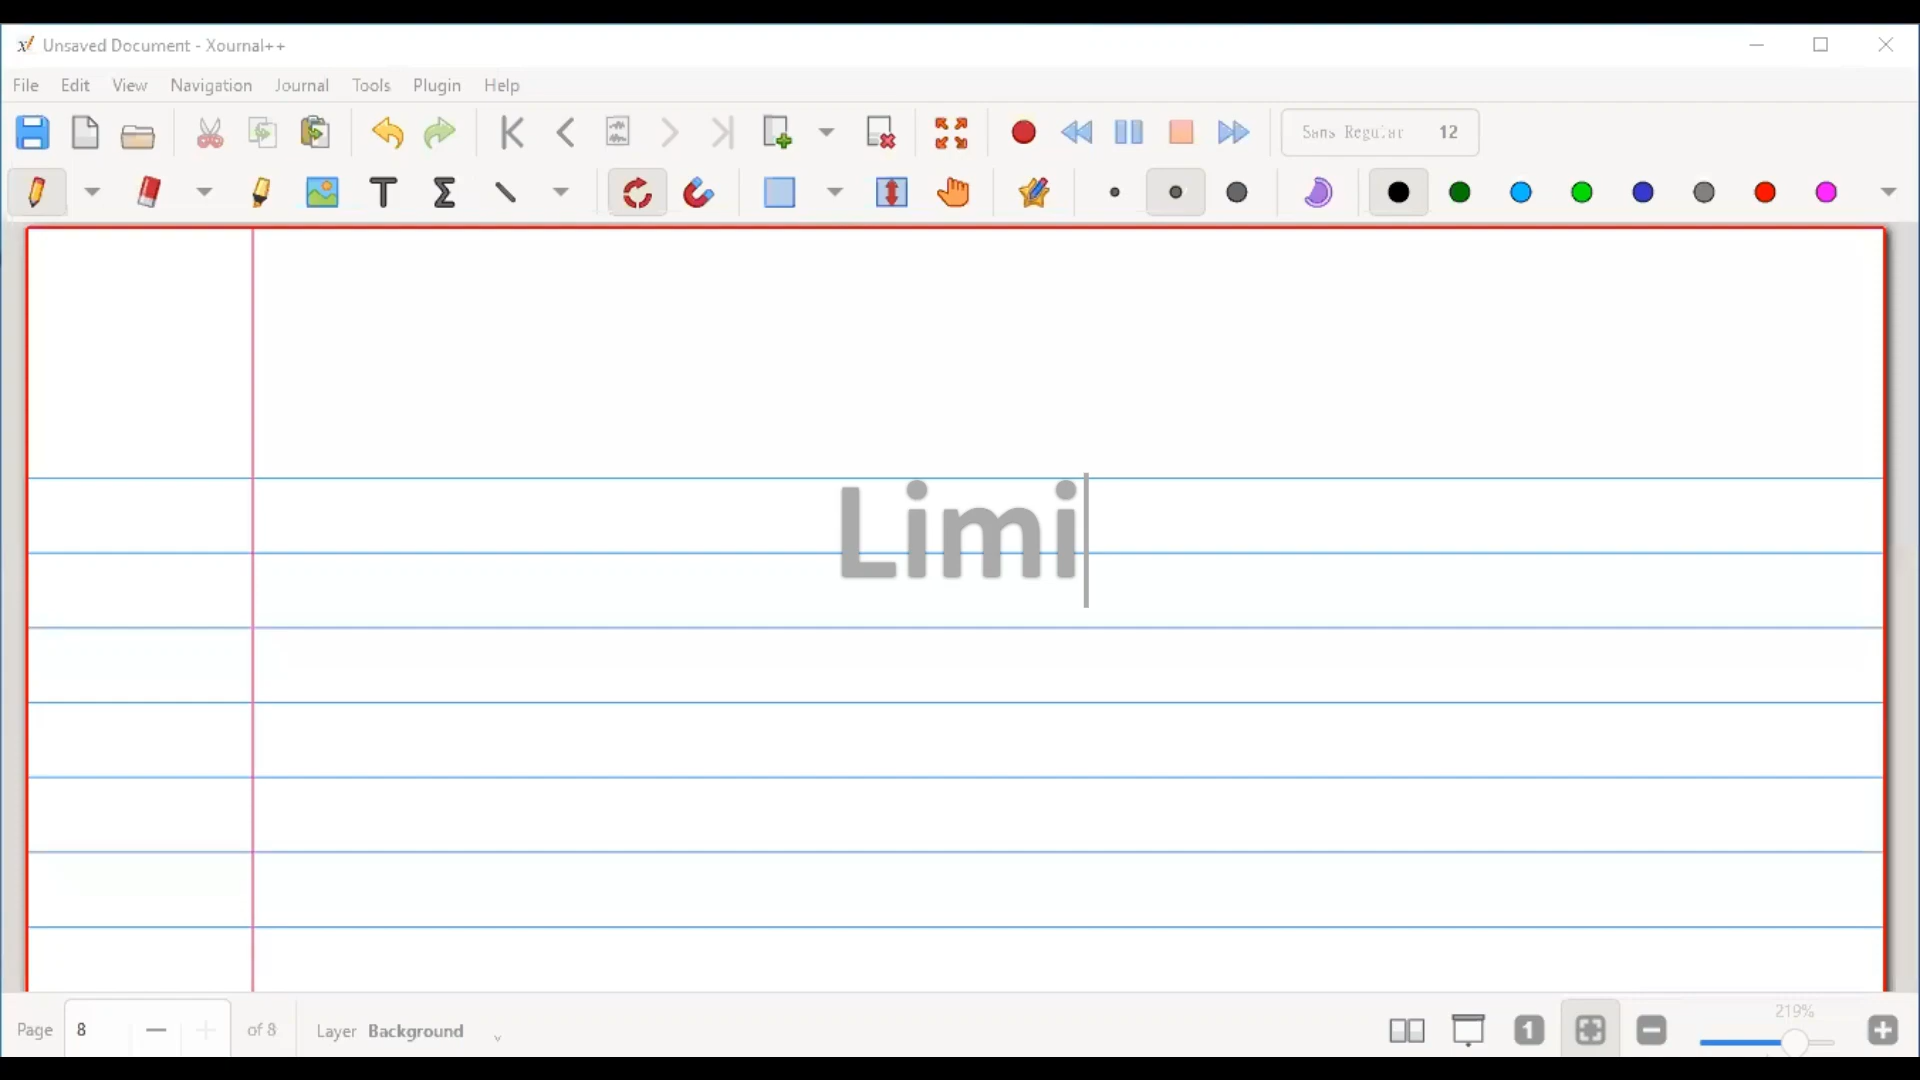 Unsaved Document - Xournal++
File Edit View Navigation Journal Tools Plugin Help
Sans Regular 12
Limi
219%
Page 8 of 8 Layer Background 1